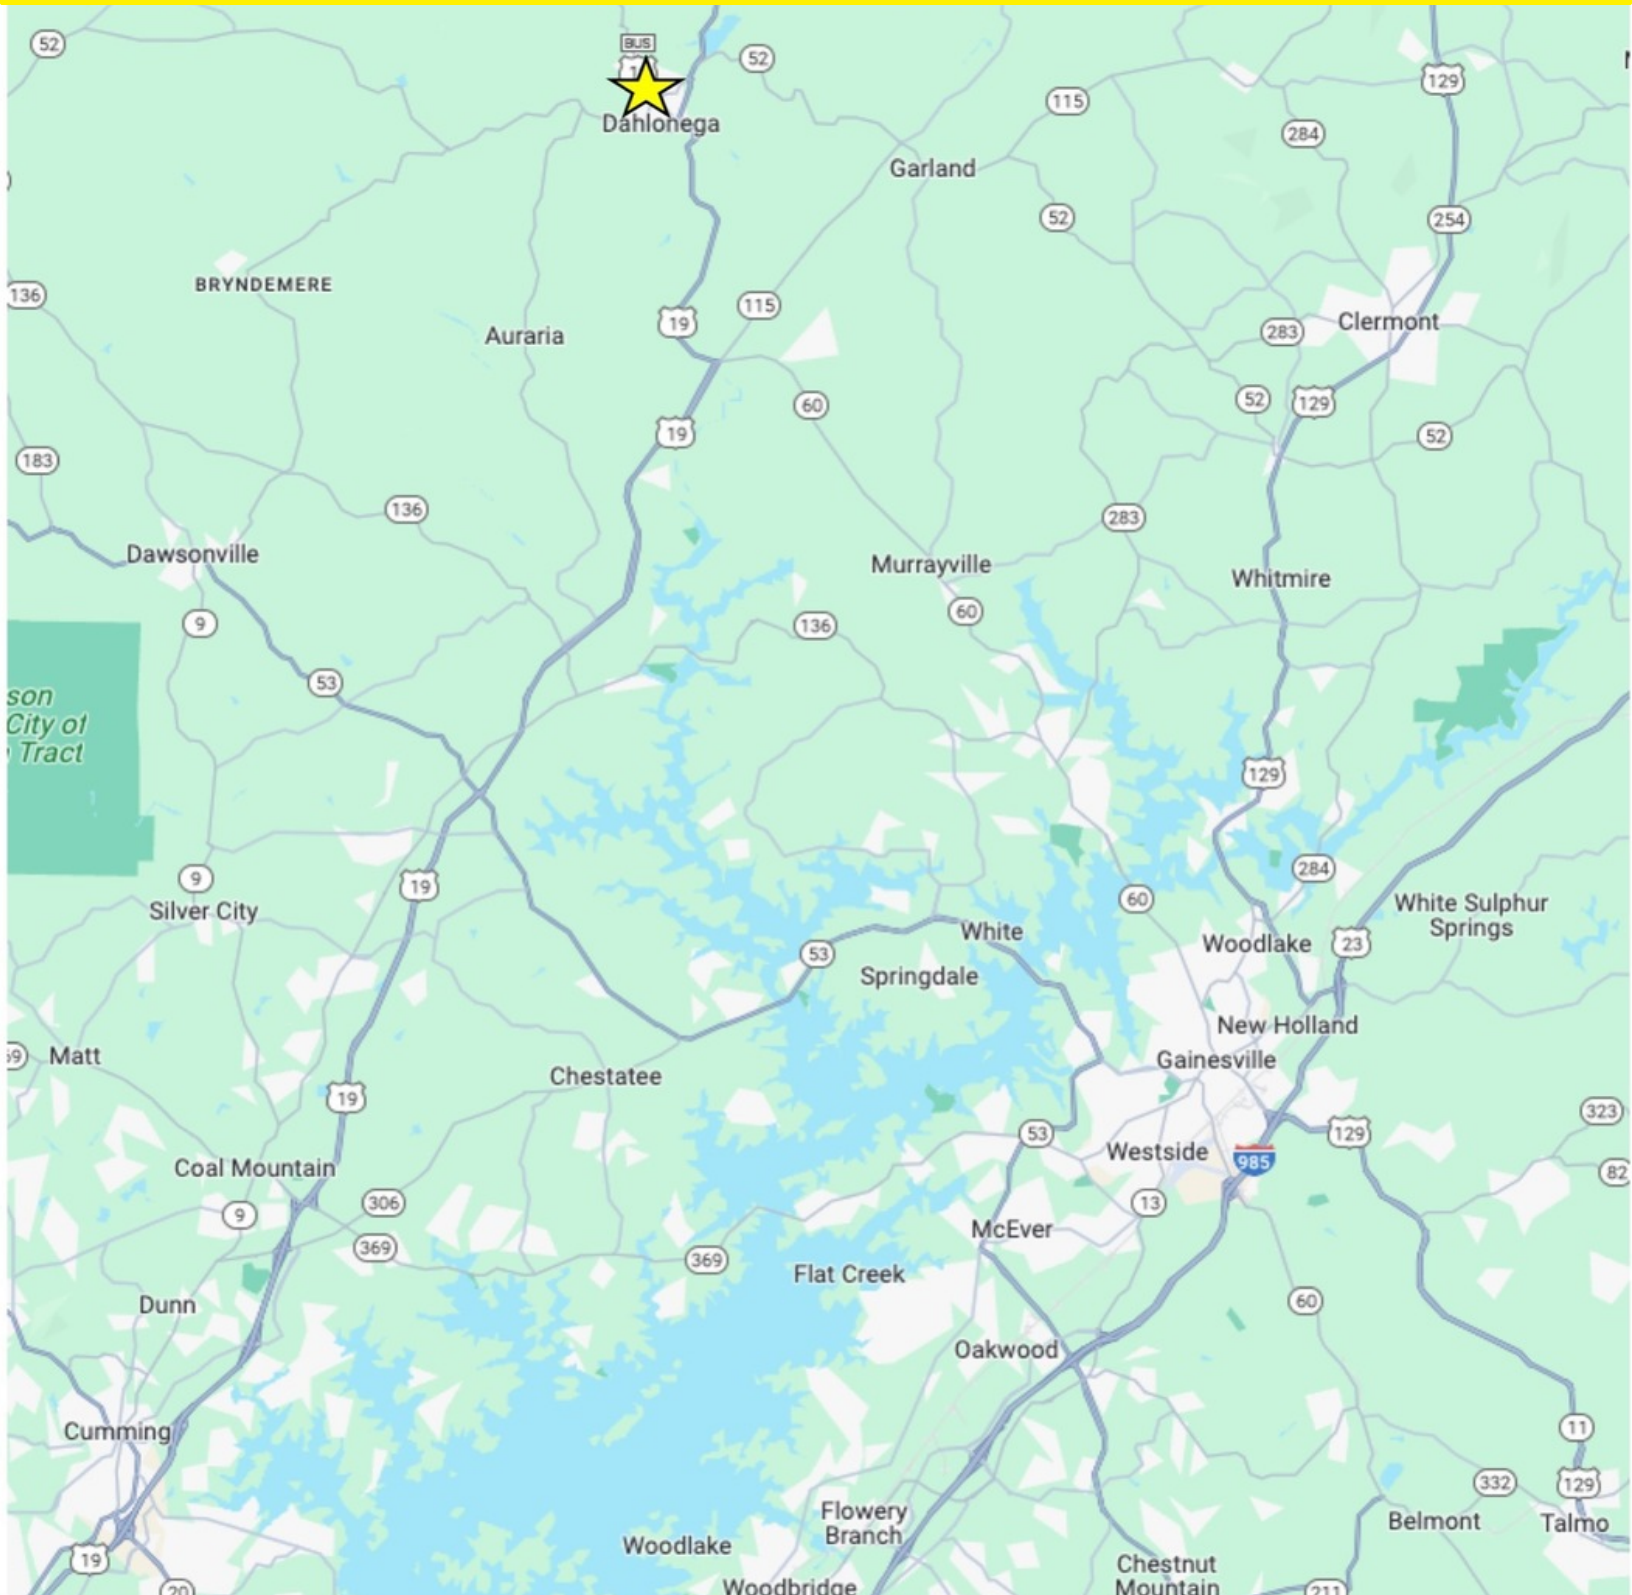 52
BUS
52
129
Dahlonega
115
284
Garland
52
254
BRYNDEMERE
136
115
19
Auraria
283
Clermont
52
129
60
19
52
183
136
283
Dawsonville
Murrayville
Whitmire
9
60
136
53
son
City of
Tract
129
9
19
284
60
Silver City
White Sulphur
Springs
White
Woodlake
23
53
Springdale
New Holland
Matt
Gainesville
Chestatee
19
323
53
129
Westside
985
Coal Mountain
82
9
306
13
McEver
369
369
Flat Creek
Dunn
60
Oakwood
Cumming
11
332
129
Flowery
Branch
Belmont
Talmo
Woodlake
19
Chestnut
Mountain
Woodbridge
20
211